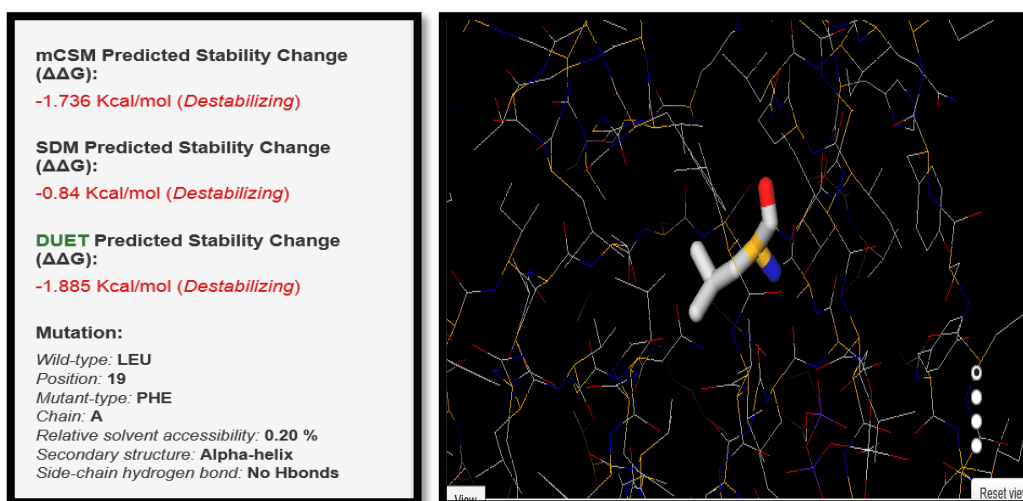 mCSM Predicted Stability Change
(ΔΔG):
-1.736 Kcal/mol (Destabilizing)
SDM Predicted Stability Change
(ΔΔG):
-0.84 Kcal/mol (Destabilizing)
DUET Predicted Stability Change
(ΔΔG):
-1.885 Kcal/mol (Destabilizing)
Mutation:
Wild-type: LEU
Position: 19
Mutant-type: PHE
Chain: A
Relative solvent accessibility: 0.20 %
Secondary structure: Alpha-helix
Side-chain hydrogen bond: No Hbonds
View
Reset view